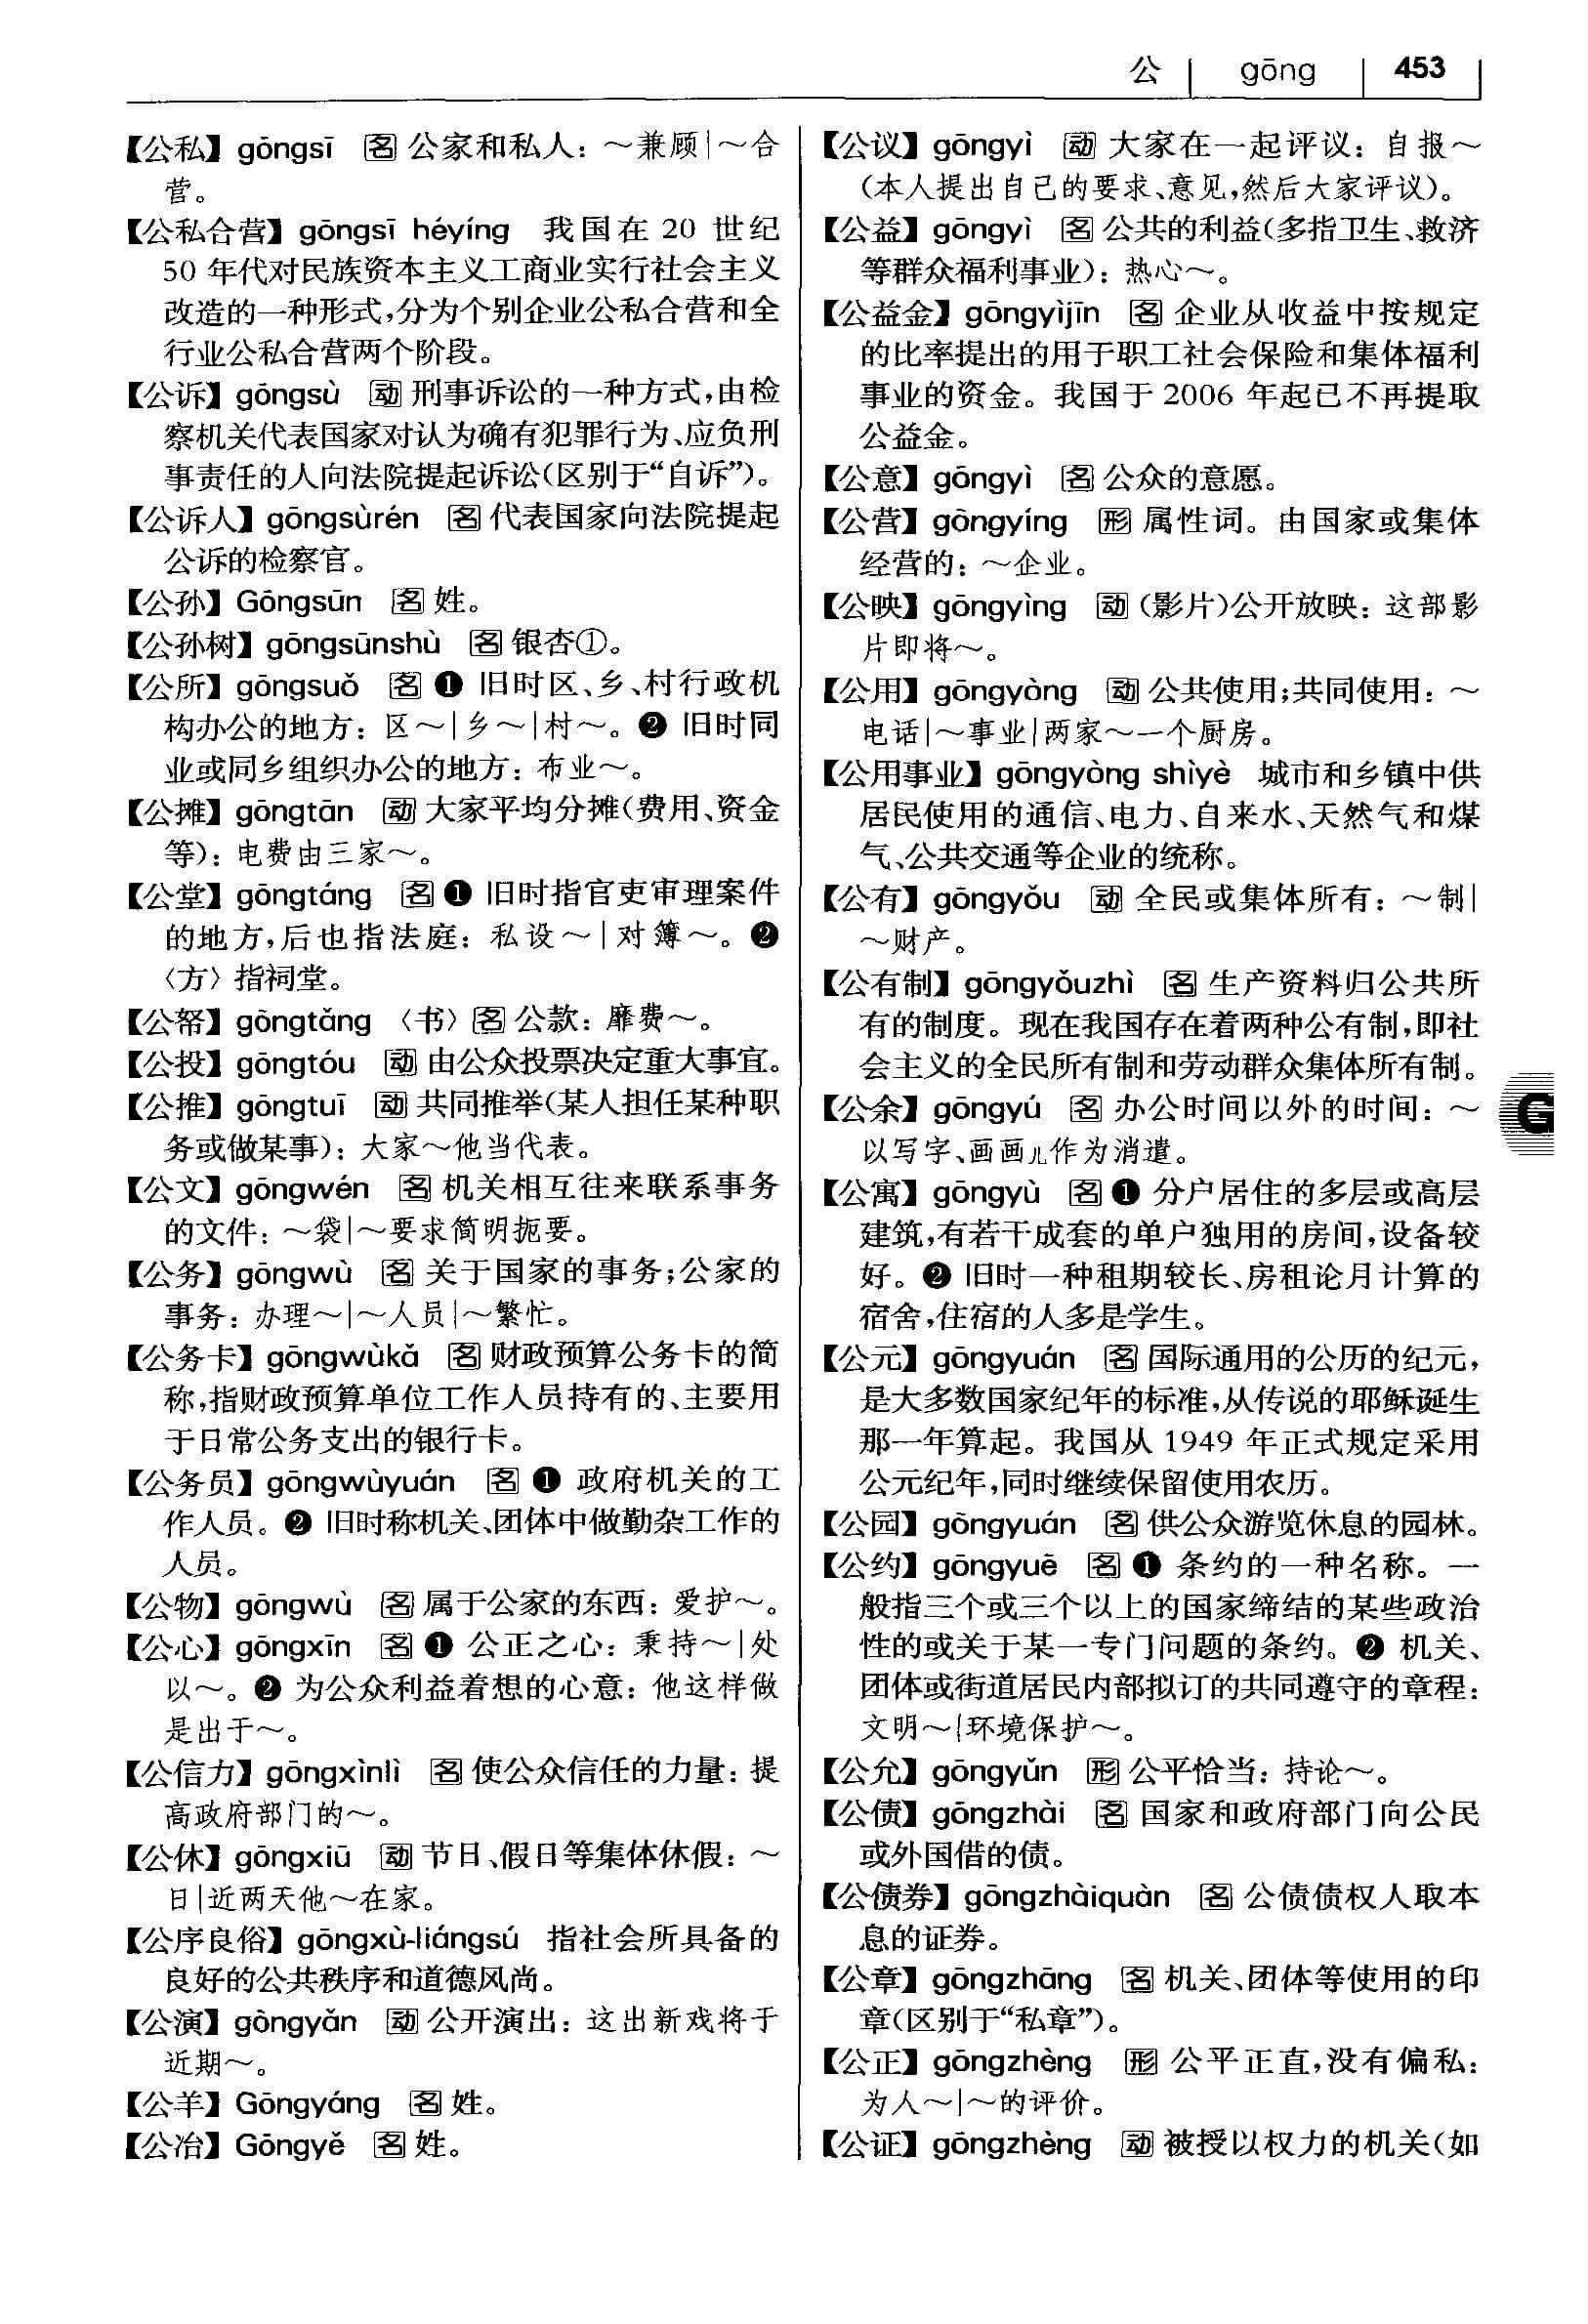 公 gōng 453
【公私】gōngsī 名 公家和私人：～兼顾|～合
营。
【公私合营】gōngsī héyíng 我国在 20 世纪
50 年代对民族资本主义工商业实行社会主义
改造的一种形式,分为个别企业公私合营和全
行业公私合营两个阶段。
【公诉】gōngsù 动 刑事诉讼的一种方式,由检
察机关代表国家对认为确有犯罪行为、应负刑
事责任的人向法院提起诉讼(区别于“自诉”)。
【公诉人】gōngsùrén 名 代表国家向法院提起
公诉的检察官。
【公孙】Gōngsūn 名 姓。
【公孙树】gōngsūnshù 名 银杏①。
【公所】gōngsuǒ 名 ❶ 旧时区、乡、村行政机
构办公的地方：区～|乡～|村～。❷ 旧时同
业或同乡组织办公的地方：布业～。
【公摊】gōngtān 动 大家平均分摊(费用、资金
等)：电费由三家～。
【公堂】gōngtáng 名 ❶ 旧时指官吏审理案件
的地方,后也指法庭：私设～|对簿～。❷
〈方〉指祠堂。
【公帑】gōngtǎng 〈书〉名 公款：靡费～。
【公投】gōngtóu 动 由公众投票决定重大事宜。
【公推】gōngtuī 动 共同推举(某人担任某种职
务或做某事)：大家～他当代表。
【公文】gōngwén 名 机关相互往来联系事务
的文件：～袋|～要求简明扼要。
【公务】gōngwù 名 关于国家的事务;公家的
事务：办理～|～人员|～繁忙。
【公务卡】gōngwùkǎ 名 财政预算公务卡的简
称,指财政预算单位工作人员持有的、主要用
于日常公务支出的银行卡。
【公务员】gōngwùyuán 名 ❶ 政府机关的工
作人员。❷ 旧时称机关、团体中做勤杂工作的
人员。
【公物】gōngwù 名 属于公家的东西：爱护～。
【公心】gōngxīn 名 ❶ 公正之心：秉持～|处
以～。❷ 为公众利益着想的心意：他这样做
是出于～。
【公信力】gōngxìnlì 名 使公众信任的力量：提
高政府部门的～。
【公休】gōngxiū 动 节日、假日等集体休假：～
日|近两天他～在家。
【公序良俗】gōngxù-liángsú 指社会所具备的
良好的公共秩序和道德风尚。
【公演】gōngyǎn 动 公开演出：这出新戏将于
近期～。
【公羊】Gōngyáng 名 姓。
【公冶】Gōngyě 名 姓。
【公议】gōngyì 动 大家在一起评议：自报～
(本人提出自己的要求、意见,然后大家评议)。
【公益】gōngyì 名 公共的利益(多指卫生、救济
等群众福利事业)：热心～。
【公益金】gōngyìjīn 名 企业从收益中按规定
的比率提出的用于职工社会保险和集体福利
事业的资金。我国于 2006 年起已不再提取
公益金。
【公意】gōngyì 名 公众的意愿。
【公营】gōngyíng 形 属性词。由国家或集体
经营的：～企业。
【公映】gōngyìng 动 (影片)公开放映：这部影
片即将～。
【公用】gōngyòng 动 公共使用;共同使用：～
电话|～事业|两家～一个厨房。
【公用事业】gōngyòng shìyè 城市和乡镇中供
居民使用的通信、电力、自来水、天然气和煤
气、公共交通等企业的统称。
【公有】gōngyǒu 动 全民或集体所有：～制|
～财产。
【公有制】gōngyǒuzhì 名 生产资料归公共所
有的制度。现在我国存在着两种公有制,即社
会主义的全民所有制和劳动群众集体所有制。
【公余】gōngyú 名 办公时间以外的时间：～
以写字、画画儿作为消遣。
【公寓】gōngyù 名 ❶ 分户居住的多层或高层
建筑,有若干成套的单户独用的房间,设备较
好。❷ 旧时一种租期较长、房租论月计算的
宿舍,住宿的人多是学生。
【公元】gōngyuán 名 国际通用的公历的纪元,
是大多数国家纪年的标准,从传说的耶稣诞生
那一年算起。我国从 1949 年正式规定采用
公元纪年,同时继续保留使用农历。
【公园】gōngyuán 名 供公众游览休息的园林。
【公约】gōngyuē 名 ❶ 条约的一种名称。一
般指三个或三个以上的国家缔结的某些政治
性的或关于某一专门问题的条约。❷ 机关、
团体或街道居民内部拟订的共同遵守的章程：
文明～|环境保护～。
【公允】gōngyǔn 形 公平恰当：持论～。
【公债】gōngzhài 名 国家和政府部门向公民
或外国借的债。
【公债券】gōngzhàiquàn 名 公债债权人取本
息的证券。
【公章】gōngzhāng 名 机关、团体等使用的印
章(区别于“私章”)。
【公正】gōngzhèng 形 公平正直,没有偏私：
为人～|～的评价。
【公证】gōngzhèng 动 被授以权力的机关(如
G